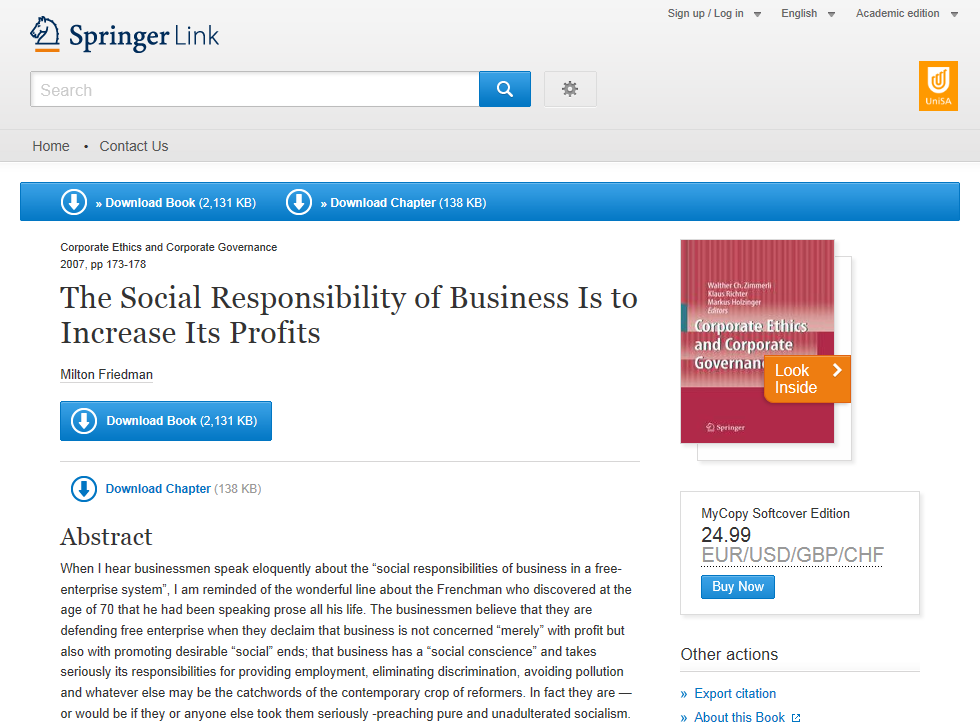 Sign up / Log in English Academic edition
Springer Link
Search
UniSA
Home • Contact Us
» Download Book (2,131 KB) » Download Chapter (138 KB)
Corporate Ethics and Corporate Governance
2007, pp 173-178
The Social Responsibility of Business Is to
Increase Its Profits
Milton Friedman
Download Book (2,131 KB)
Download Chapter (138 KB)
Abstract
When I hear businessmen speak eloquently about the “social responsibilities of business in a free-
enterprise system”, I am reminded of the wonderful line about the Frenchman who discovered at the
age of 70 that he had been speaking prose all his life. The businessmen believe that they are
defending free enterprise when they declaim that business is not concerned “merely” with profit but
also with promoting desirable “social” ends; that business has a “social conscience” and takes
seriously its responsibilities for providing employment, eliminating discrimination, avoiding pollution
and whatever else may be the catchwords of the contemporary crop of reformers. In fact they are —
or would be if they or anyone else took them seriously -preaching pure and unadulterated socialism.
Walther Ch. Zimmerli
Klaus Richter
Markus Holzinger
Editors
Corporate Ethics
and Corporate
Governanc
Look
Inside
Springer
MyCopy Softcover Edition
24.99
EUR/USD/GBP/CHF
Buy Now
Other actions
» Export citation
» About this Book